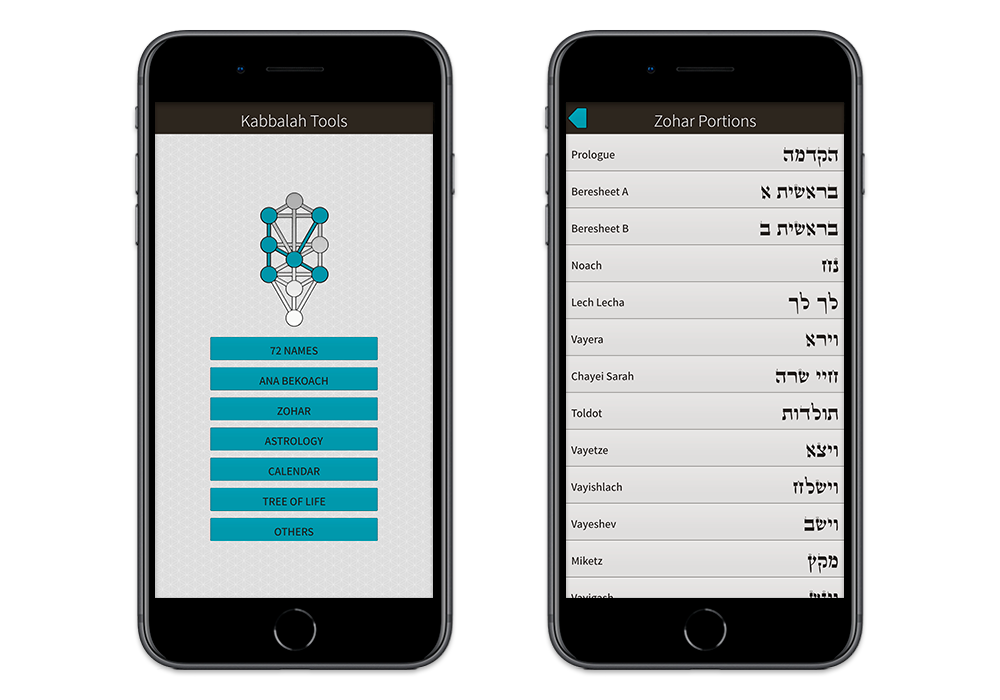 Kabbalah Tools
72 NAMES
ANA BEKOACH
ZOHAR
ASTROLOGY
CALENDAR
TREE OF LIFE
OTHERS
Zohar Portions
Prologue הקדמה
Beresheet A בראשית א
Beresheet B בראשית ב
Noach נח
Lech Lecha לך לך
Vayera וירא
Chayei Sarah חיי שרה
Toldot תולדות
Vayetze ויצא
Vayishlach וישלח
Vayeshev וישב
Miketz מקץ
Vayigash ויגש